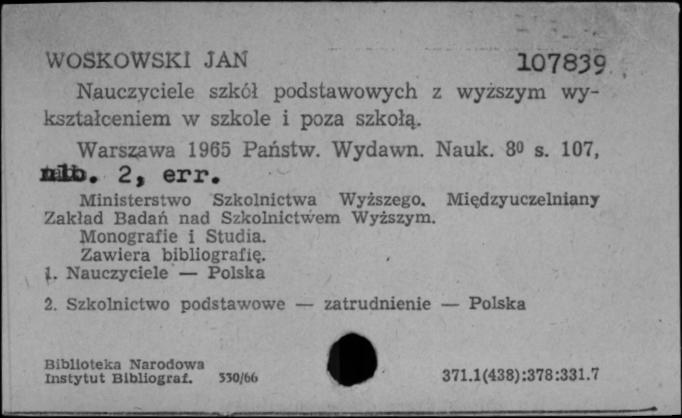 WOSKOWSKI JAN 107839
Nauczyciele szkół podstawowych z wyższym wy-
kształceniem w szkole i poza szkołą.
Warszawa 1965 Państw. Wydawn. Nauk. 8⁰ s. 107,
nlb. 2, err.
Ministerstwo Szkolnictwa Wyższego. Międzyuczelniany
Zakład Badań nad Szkolnictwem Wyższym.
Monografie i Studia.
Zawiera bibliografię.
1. Nauczyciele — Polska
2. Szkolnictwo podstawowe — zatrudnienie — Polska
Biblioteka Narodowa
Instytut Bibliograf. 530/66 371.1(438):378:331.7